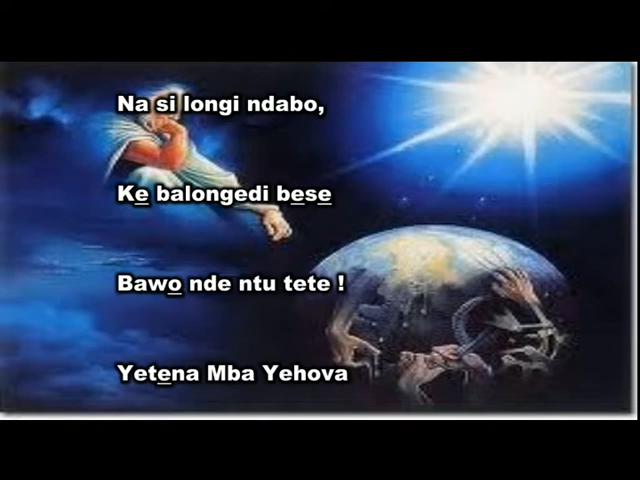 Na si longi ndabo,
Ke̲ balongedi be̲se̲
Bawo̲ nde ntu tete !
Yete̲na Mba Yehova